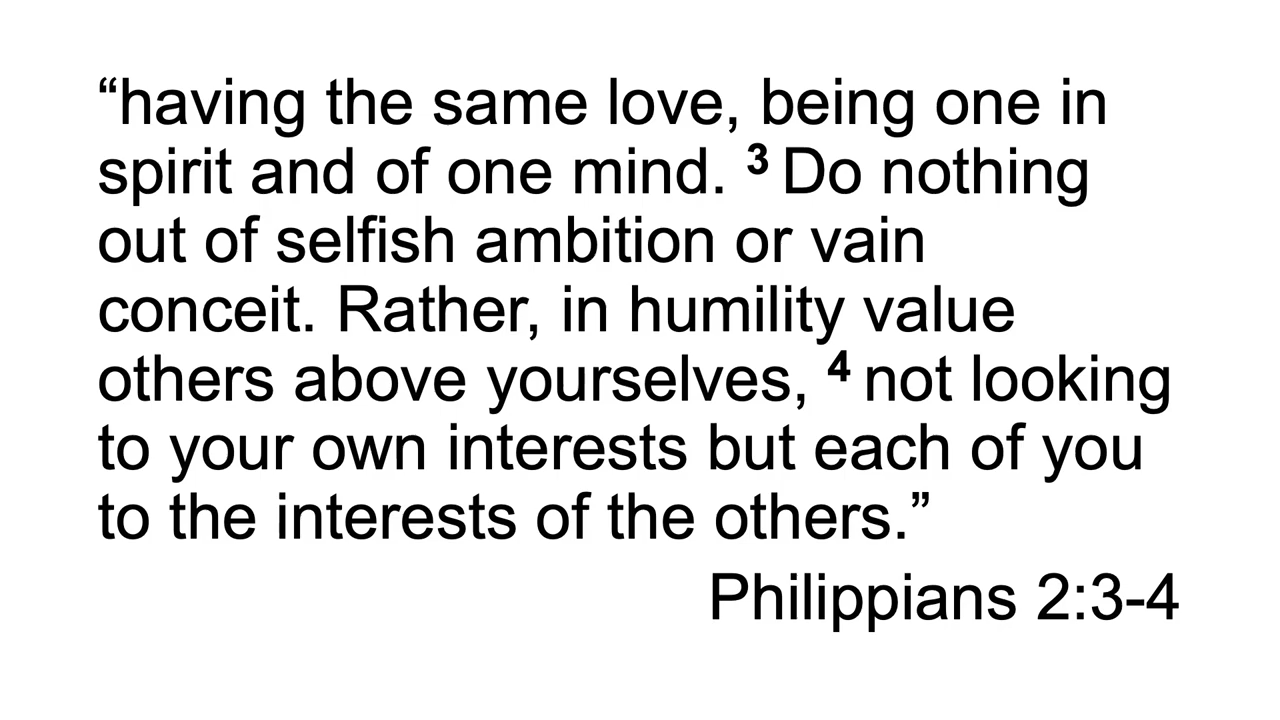 “having the same love, being one in
spirit and of one mind. ³ Do nothing
out of selfish ambition or vain
conceit. Rather, in humility value
others above yourselves, ⁴ not looking
to your own interests but each of you
to the interests of the others.”
Philippians 2:3-4